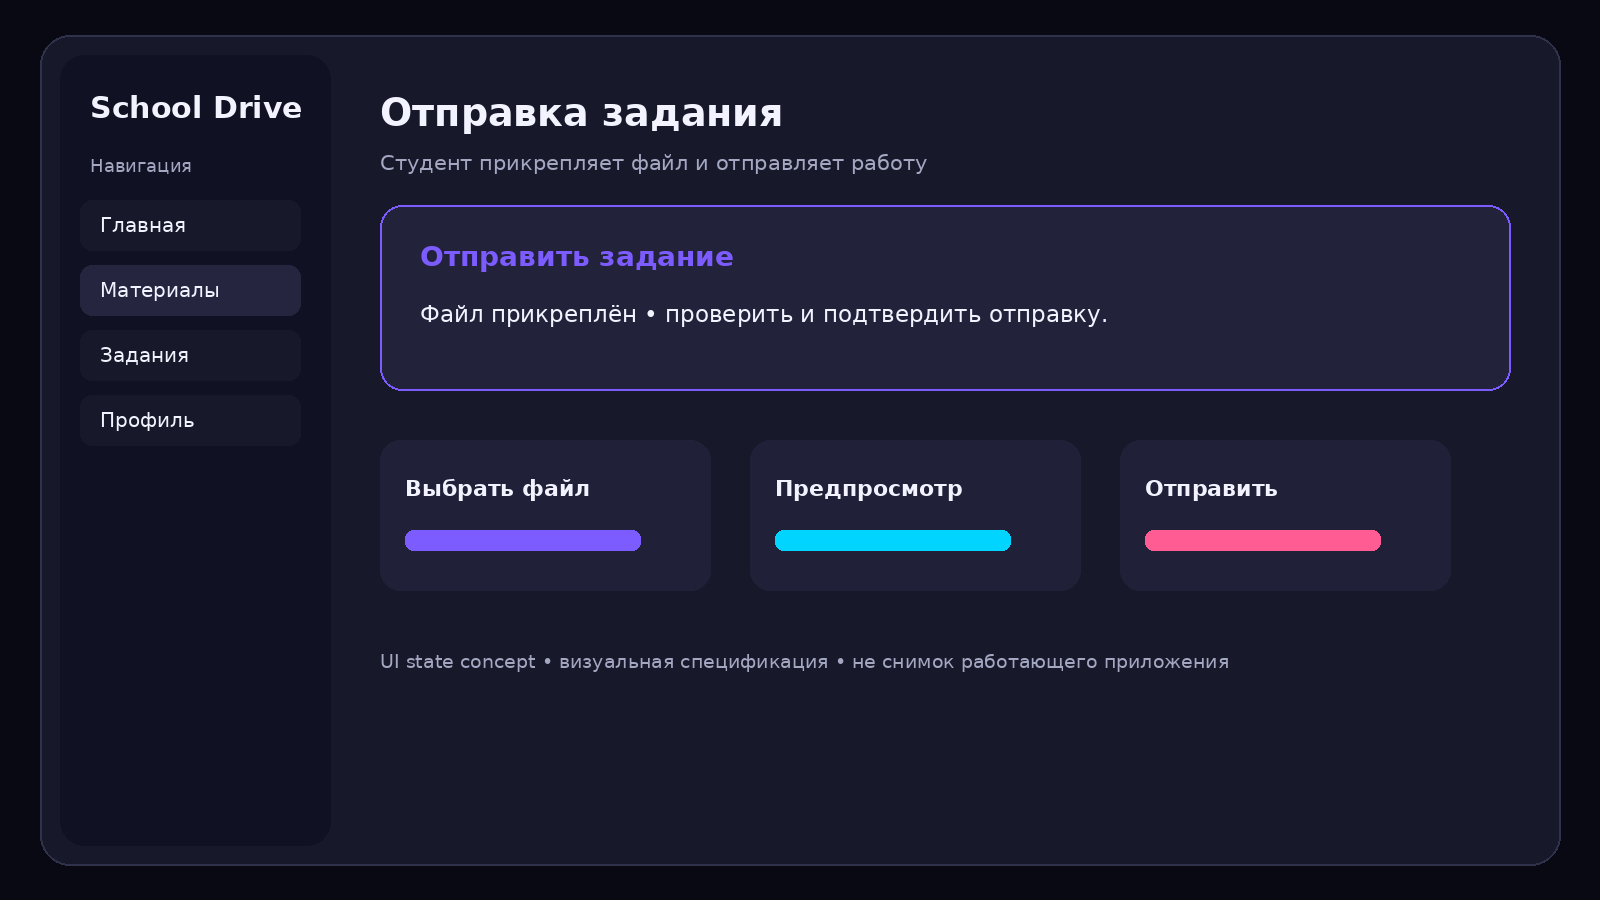 School Drive
Навигация
Главная
Материалы
Задания
Профиль
Отправка задания
Студент прикрепляет файл и отправляет работу
Отправить задание
Файл прикреплён • проверить и подтвердить отправку.
Выбрать файл
Предпросмотр
Отправить
UI state concept • визуальная спецификация • не снимок работающего приложения